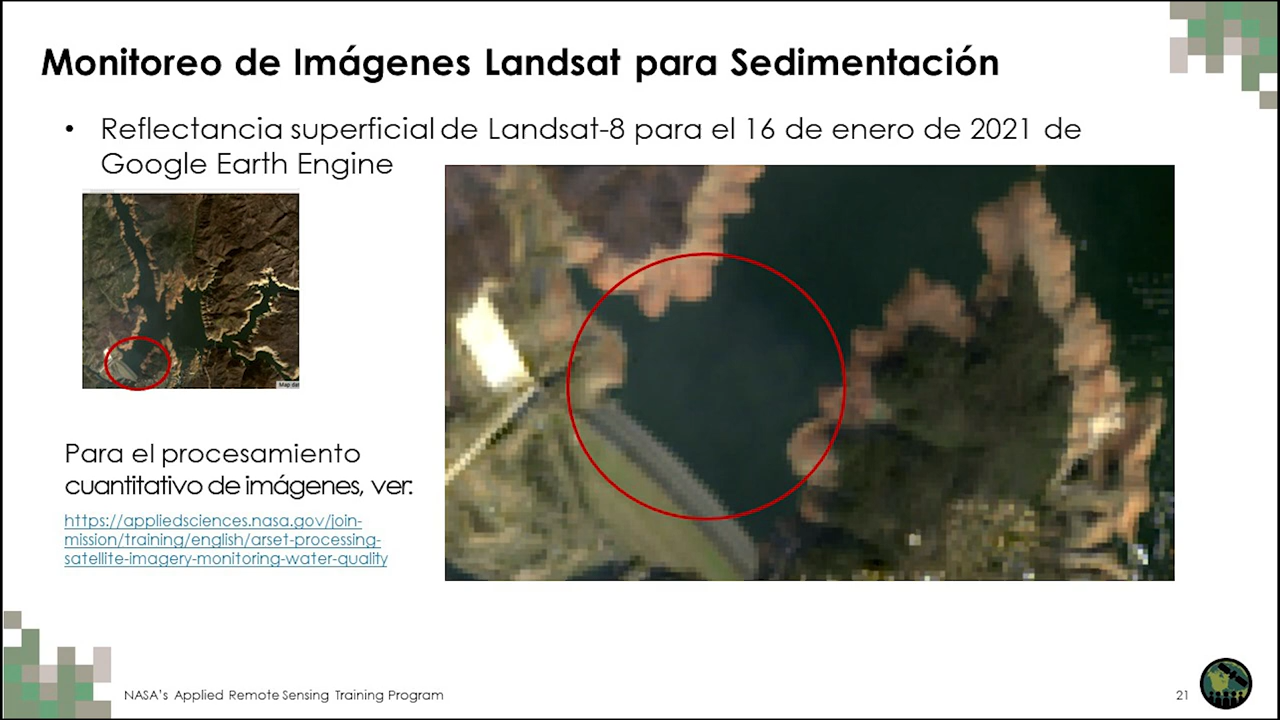 Monitoreo de Imágenes Landsat para Sedimentación
• Reflectancia superficial de Landsat-8 para el 16 de enero de 2021 de
Google Earth Engine
Map dat
Para el procesamiento
cuantitativo de imágenes, ver:
https://appliedsciences.nasa.gov/join-
mission/training/english/arset-processing-
satellite-imagery-monitoring-water-quality
NASA's Applied Remote Sensing Training Program
21